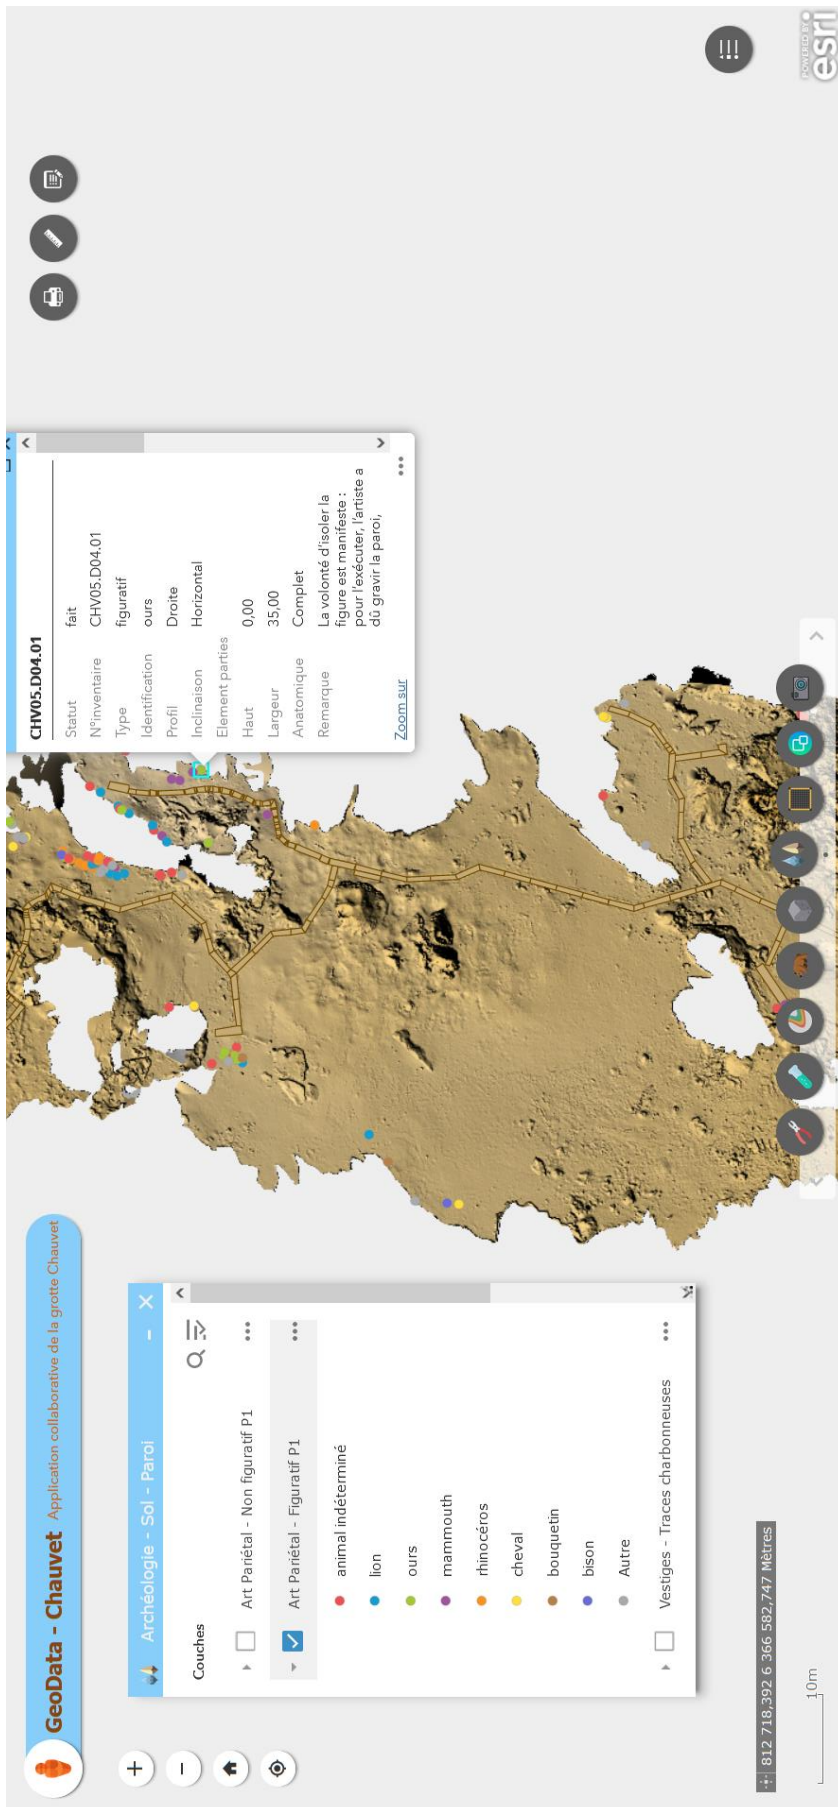 GeoData - Chauvet Application collaborative de la grotte Chauvet
Archéologie - Sol - Paroi
Couches
Art Pariétal - Non figuratif P1
Art Pariétal - Figuratif P1
animal indéterminé
lion
ours
mammouth
rhinocéros
cheval
bouquetin
bison
Autre
Vestiges - Traces charbonneuses
812 718,392 6 366 582,747 Mètres
10m
CHV05.D04.01
Statut fait
N°inventaire CHV05.D04.01
Type figuratif
Identification ours
Profil Droite
Inclinaison Horizontal
Element parties
Haut 0,00
Largeur 35,00
Anatomique Complet
Remarque La volonté d'isoler la
figure est manifeste :
pour l'exécuter, l'artiste a
dû gravir la paroi,
Zoom sur
POWERED BY
esri